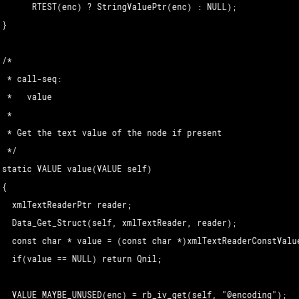 RTEST(enc) ? StringValuePtr(enc) : NULL);
}
/*
* call-seq:
*   value
*
* Get the text value of the node if present
*/
static VALUE value(VALUE self)
{
xmlTextReaderPtr reader;
Data_Get_Struct(self, xmlTextReader, reader);
const char * value = (const char *)xmlTextReaderConstValue
if(value == NULL) return Qnil;
VALUE MAYBE_UNUSED(enc) = rb_iv_get(self, "@encoding");